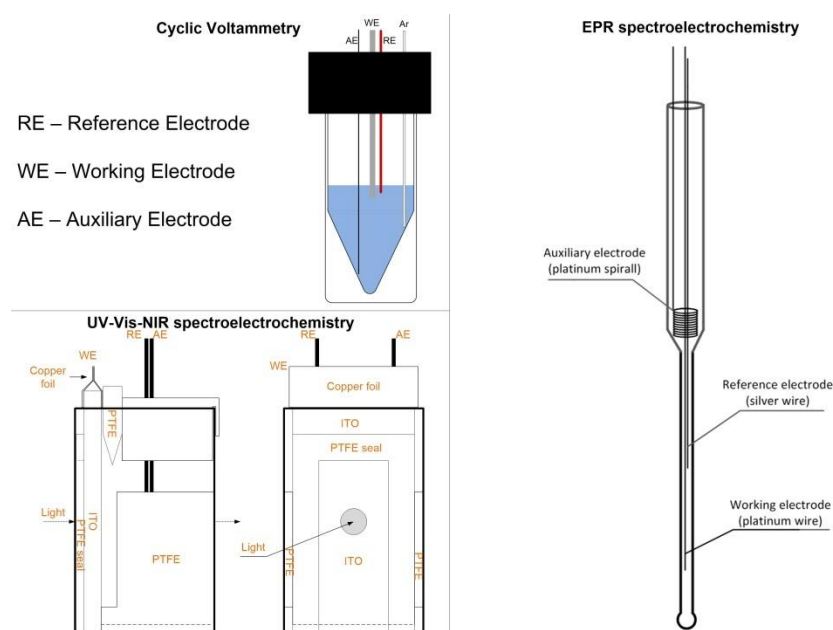 Cyclic Voltammetry
WE
Ar
AE
RE
RE – Reference Electrode
WE – Working Electrode
AE – Auxiliary Electrode
UV-Vis-NIR spectroelectrochemistry
RE
AE
WE
Copper
foil
PTFE
Light
ITO
PTFE seal
PTFE
RE
AE
WE
Copper foil
ITO
PTFE seal
Light
PTFE
ITO
PTFE
EPR spectroelectrochemistry
Auxiliary electrode
(platinum spirall)
Reference electrode
(silver wire)
Working electrode
(platinum wire)